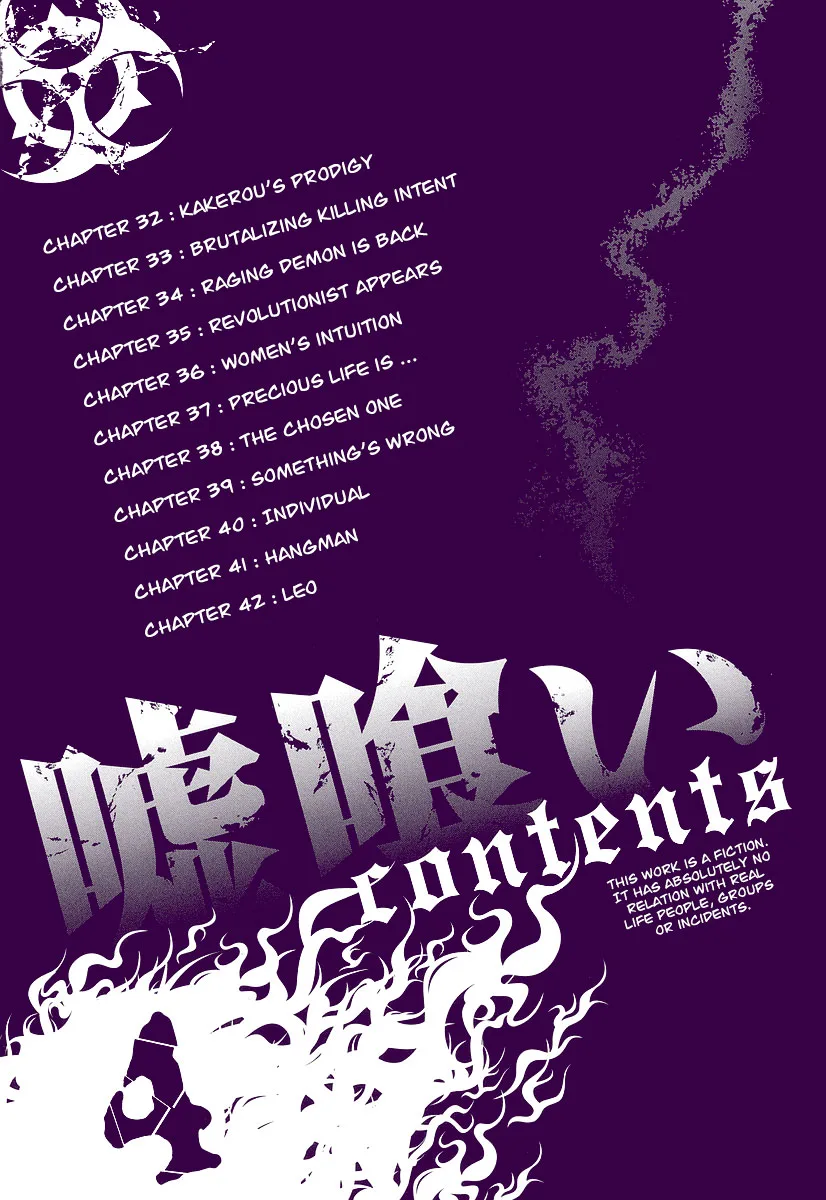 CHAPTER 32 : KAKEROU'S PRODIGY
CHAPTER 33 : BRUTALIZING KILLING INTENT
CHAPTER 34 : RAGING DEMON IS BACK
CHAPTER 35 : REVOLUTIONIST APPEARS
CHAPTER 36 : WOMEN'S INTUITION
CHAPTER 37 : PRECIOUS LIFE IS ...
CHAPTER 38 : THE CHOSEN ONE
CHAPTER 39 : SOMETHING'S WRONG
CHAPTER 40 : INDIVIDUAL
CHAPTER 41 : HANGMAN
CHAPTER 42 : LEO
嘘喰い
contents
THIS WORK IS A FICTION.
IT HAS ABSOLUTELY NO
RELATION WITH REAL
LIFE PEOPLE, GROUPS
OR INCIDENTS.
4